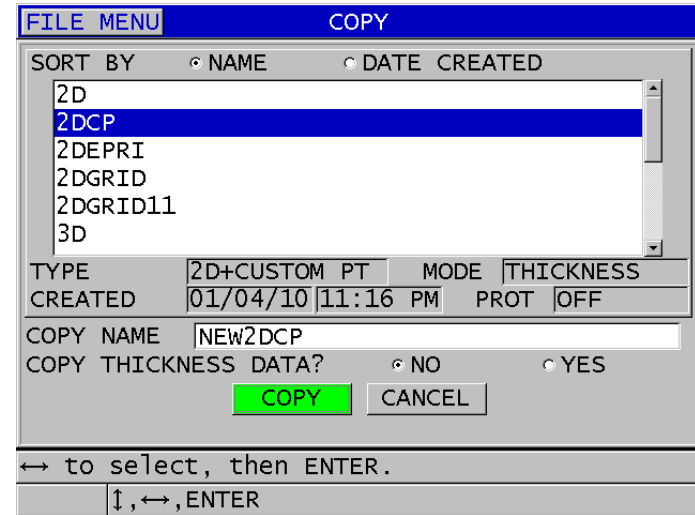 FILE MENU COPY
SORT BY NAME DATE CREATED
2D
2DCP
2DEPRI
2DGRID
2DGRID11
3D
TYPE 2D+CUSTOM PT MODE THICKNESS
CREATED 01/04/10 11:16 PM PROT OFF
COPY NAME NEW2DCP
COPY THICKNESS DATA? NO YES
COPY CANCEL
↔ to select, then ENTER.
↕,↔,ENTER